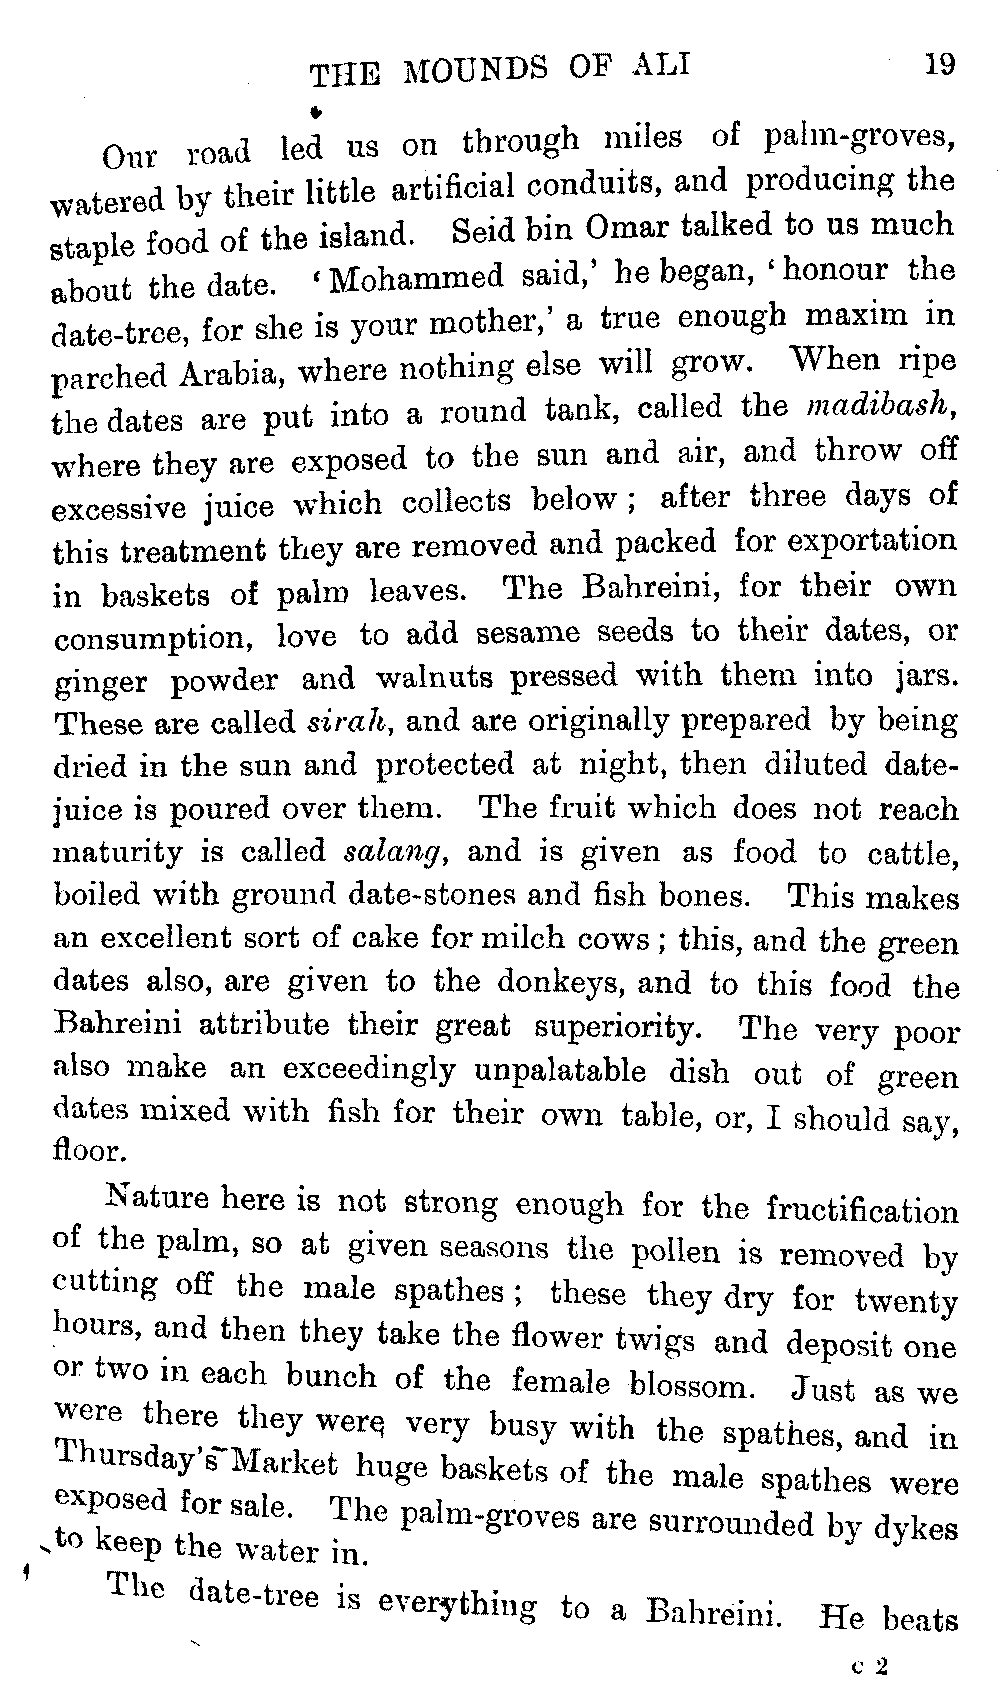 THE MOUNDS OF ALI 19
Our road led us on through miles of palm-groves,
watered by their little artificial conduits, and producing the
staple food of the island. Seid bin Omar talked to us much
about the date. ‘Mohammed said,’ he began, ‘honour the
date-tree, for she is your mother,’ a true enough maxim in
parched Arabia, where nothing else will grow. When ripe
the dates are put into a round tank, called the madibash,
where they are exposed to the sun and air, and throw off
excessive juice which collects below; after three days of
this treatment they are removed and packed for exportation
in baskets of palm leaves. The Bahreini, for their own
consumption, love to add sesame seeds to their dates, or
ginger powder and walnuts pressed with them into jars.
These are called sirah, and are originally prepared by being
dried in the sun and protected at night, then diluted date-
juice is poured over them. The fruit which does not reach
maturity is called salang, and is given as food to cattle,
boiled with ground date-stones and fish bones. This makes
an excellent sort of cake for milch cows; this, and the green
dates also, are given to the donkeys, and to this food the
Bahreini attribute their great superiority. The very poor
also make an exceedingly unpalatable dish out of green
dates mixed with fish for their own table, or, I should say,
floor.
Nature here is not strong enough for the fructification
of the palm, so at given seasons the pollen is removed by
cutting off the male spathes; these they dry for twenty
hours, and then they take the flower twigs and deposit one
or two in each bunch of the female blossom. Just as we
were there they were very busy with the spathes, and in
Thursday's Market huge baskets of the male spathes were
exposed for sale. The palm-groves are surrounded by dykes
to keep the water in.
The date-tree is everything to a Bahreini. He beats
c 2